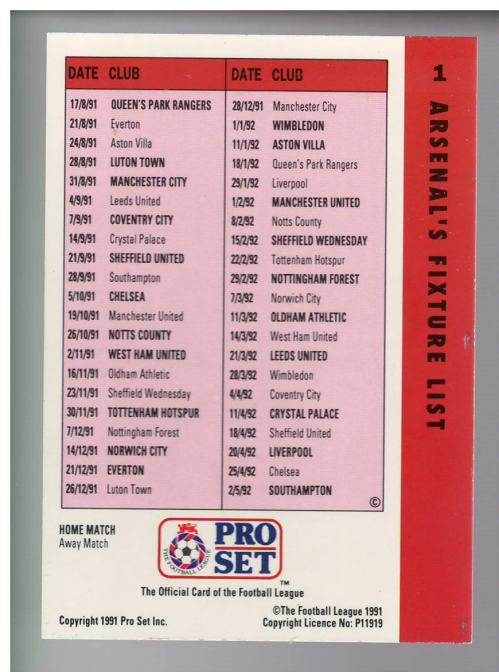 DATE CLUB
17/8/91 QUEEN'S PARK RANGERS
21/8/91 Everton
24/8/91 Aston Villa
28/8/91 LUTON TOWN
31/8/91 MANCHESTER CITY
4/9/91 Leeds United
7/9/91 COVENTRY CITY
14/9/91 Crystal Palace
21/9/91 SHEFFIELD UNITED
28/9/91 Southampton
5/10/91 CHELSEA
19/10/91 Manchester United
26/10/91 NOTTS COUNTY
2/11/91 WEST HAM UNITED
16/11/91 Oldham Athletic
23/11/91 Sheffield Wednesday
30/11/91 TOTTENHAM HOTSPUR
7/12/91 Nottingham Forest
14/12/91 NORWICH CITY
21/12/91 EVERTON
26/12/91 Luton Town
DATE CLUB
28/12/91 Manchester City
1/1/92 WIMBLEDON
11/1/92 ASTON VILLA
18/1/92 Queen's Park Rangers
29/1/92 Liverpool
1/2/92 MANCHESTER UNITED
8/2/92 Notts County
15/2/92 SHEFFIELD WEDNESDAY
22/2/92 Tottenham Hotspur
29/2/92 NOTTINGHAM FOREST
7/3/92 Norwich City
11/3/92 OLDHAM ATHLETIC
14/3/92 West Ham United
21/3/92 LEEDS UNITED
28/3/92 Wimbledon
4/4/92 Coventry City
11/4/92 CRYSTAL PALACE
18/4/92 Sheffield United
20/4/92 LIVERPOOL
25/4/92 Chelsea
2/5/92 SOUTHAMPTON
©
1 ARSENAL'S FIXTURE LIST
HOME MATCH
Away Match
THE FOOTBALL LEAGUE
PRO
SET
TM
The Official Card of the Football League
©The Football League 1991
Copyright 1991 Pro Set Inc.
Copyright Licence No: P11919